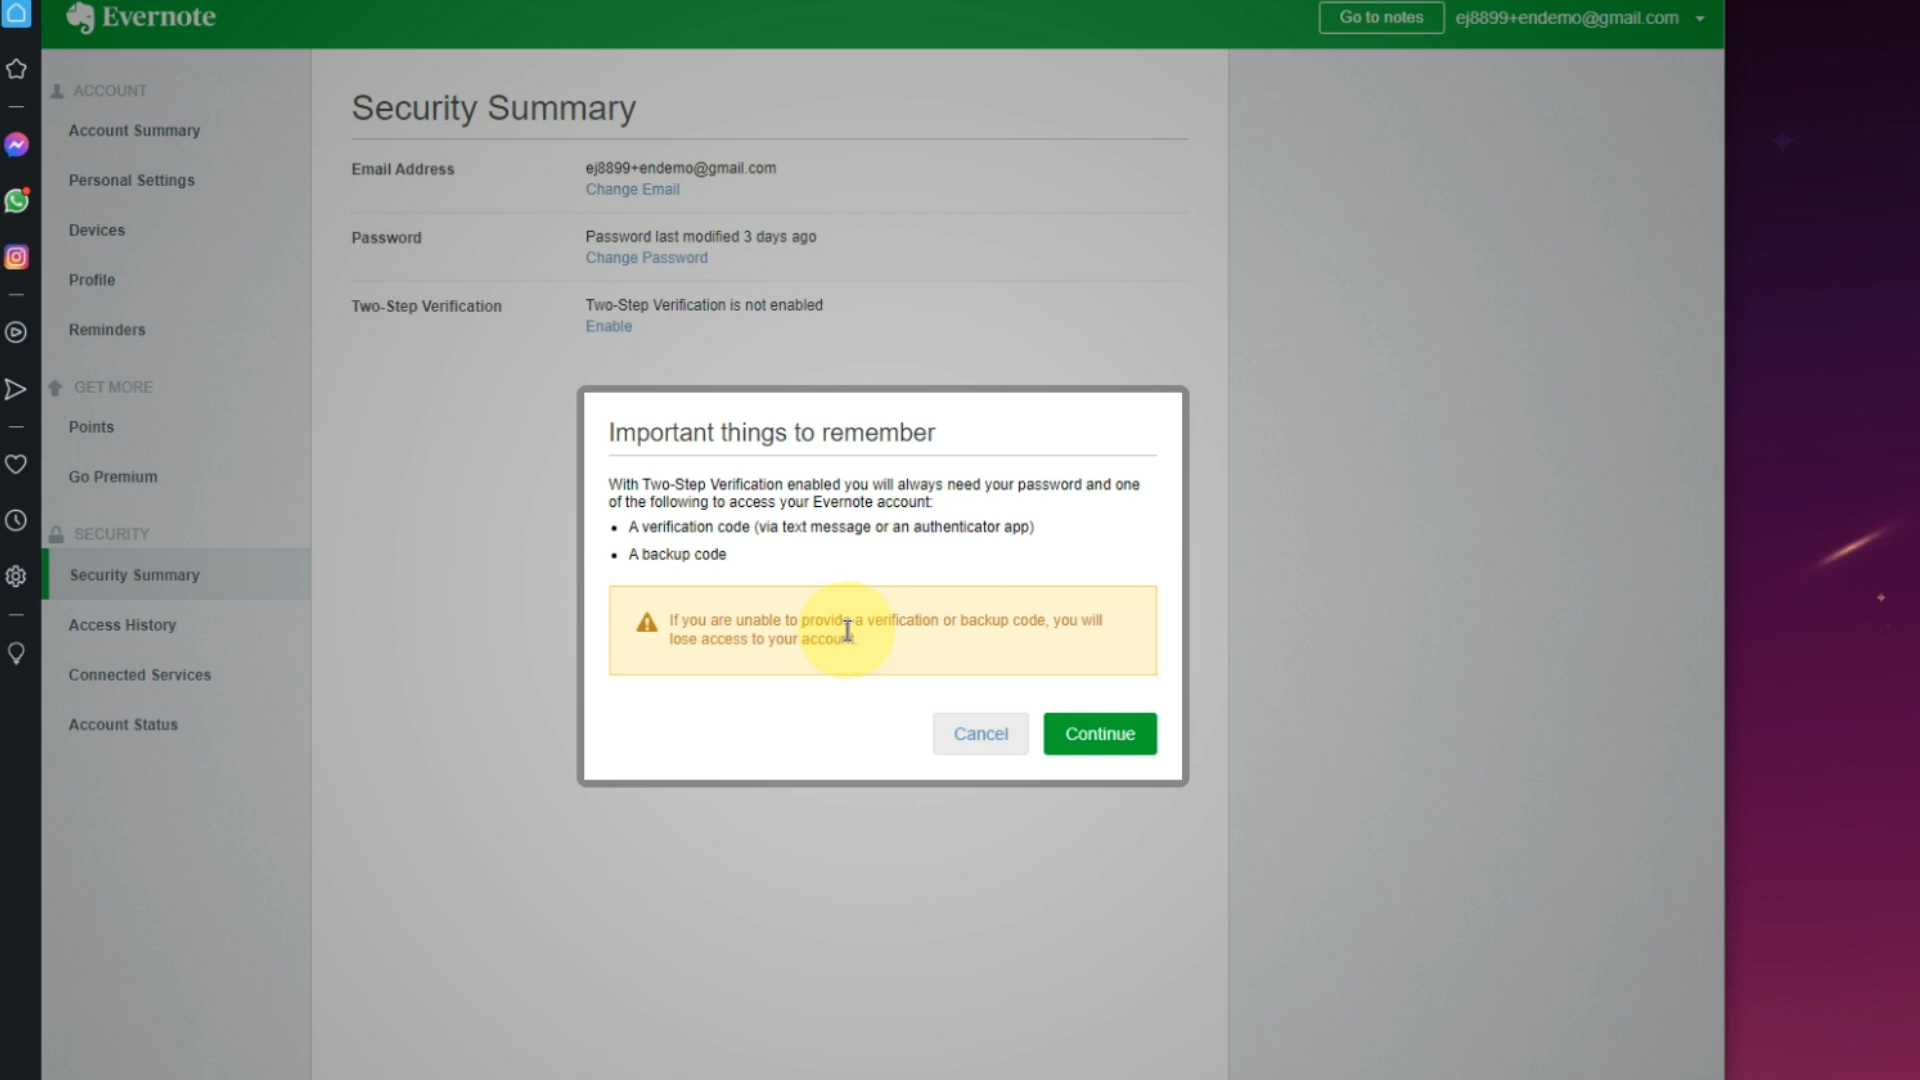 Evernote
Go to notes
ej8899+endemo@gmail.com
ACCOUNT
Account Summary
Personal Settings
Devices
Profile
Reminders
GET MORE
Points
Go Premium
SECURITY
Security Summary
Access History
Connected Services
Account Status
Security Summary
Email Address
ej8899+endemo@gmail.com
Change Email
Password
Password last modified 3 days ago
Change Password
Two-Step Verification
Two-Step Verification is not enabled
Enable
Important things to remember
With Two-Step Verification enabled you will always need your password and one
of the following to access your Evernote account:
• A verification code (via text message or an authenticator app)
• A backup code
If you are unable to provide a verification or backup code, you will
lose access to your account.
Cancel
Continue